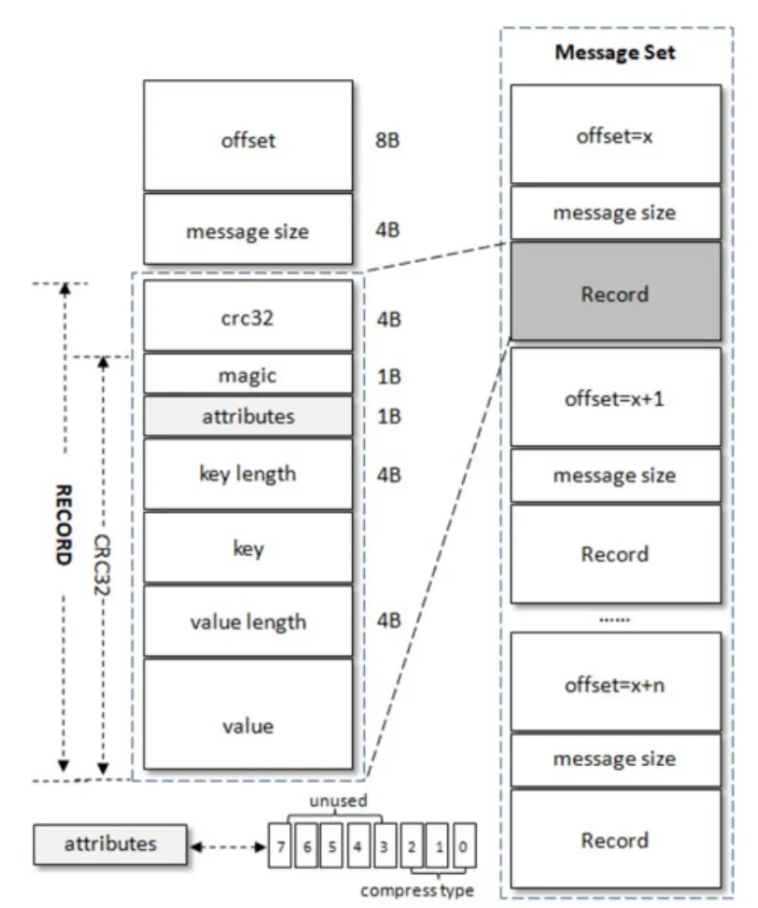 Message Set
offset 8B
message size 4B
crc32 4B
magic 1B
attributes 1B
key length 4B
key
value length 4B
value
RECORD
CRC32
offset=x
message size
Record
offset=x+1
message size
Record
......
offset=x+n
message size
Record
unused
attributes 7 6 5 4 3 2 1 0
compress type